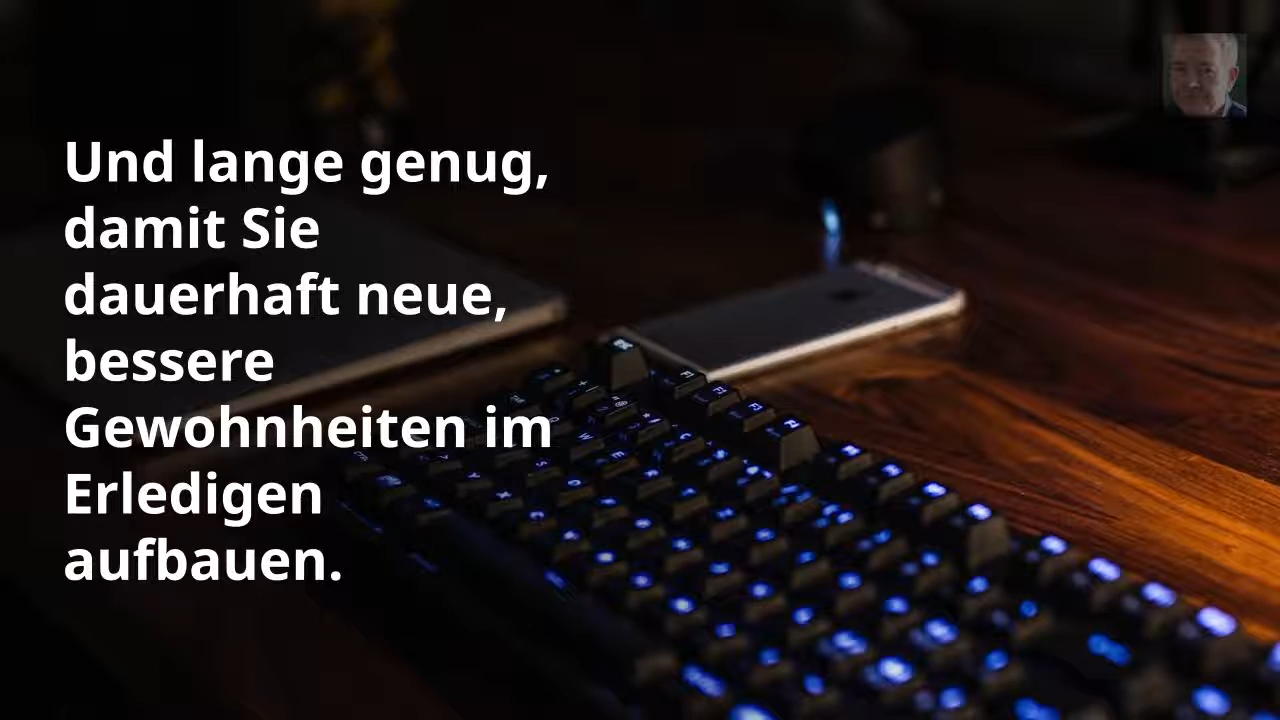 Und lange genug,
damit Sie
dauerhaft neue,
bessere
Gewohnheiten im
Erledigen
aufbauen.